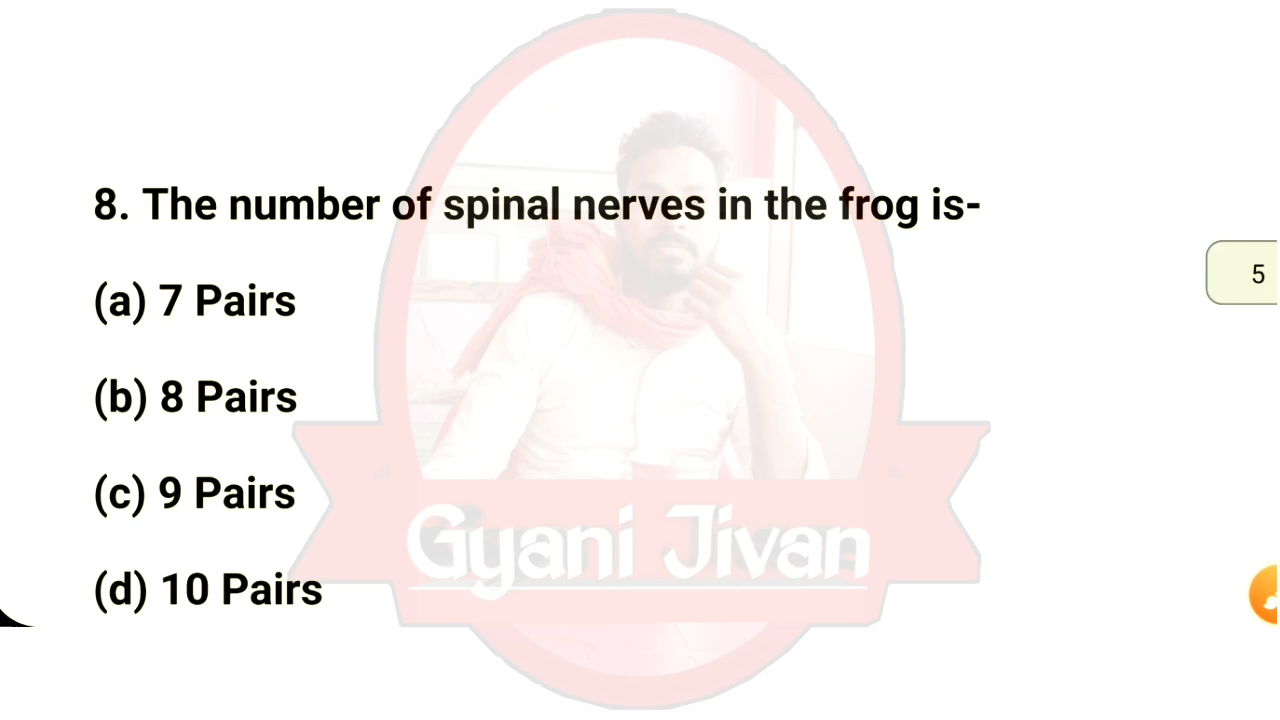 8. The number of spinal nerves in the frog is-
5
(a) 7 Pairs
(b) 8 Pairs
(c) 9 Pairs
Gyani Jivan
(d) 10 Pairs